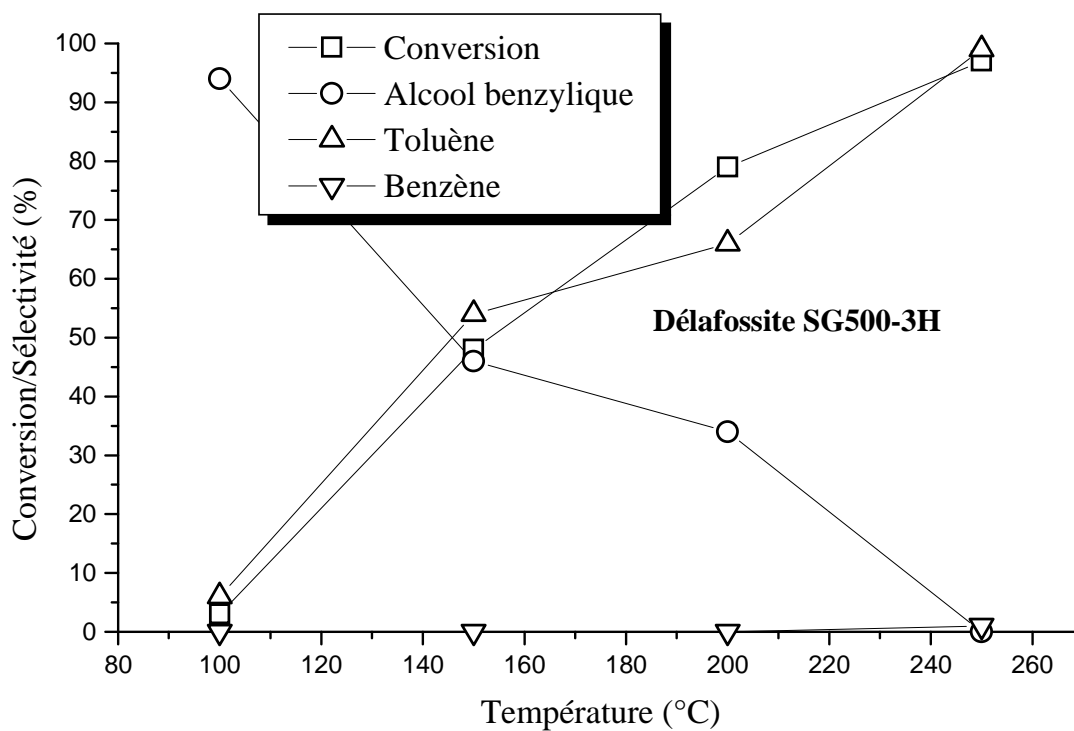 Conversion
Alcool benzylique
Toluène
Benzène
Délafossite SG500-3H
Conversion/Sélectivité (%)
100
90
80
70
60
50
40
30
20
10
0
80 100 120 140 160 180 200 220 240 260
Température (°C)